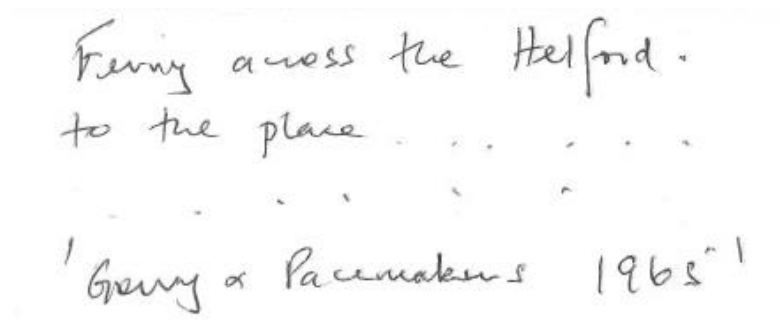 Ferry across the Helford.
to the place . . . . . .
. . . . . .
'Gerry & Pacemakers 1965'